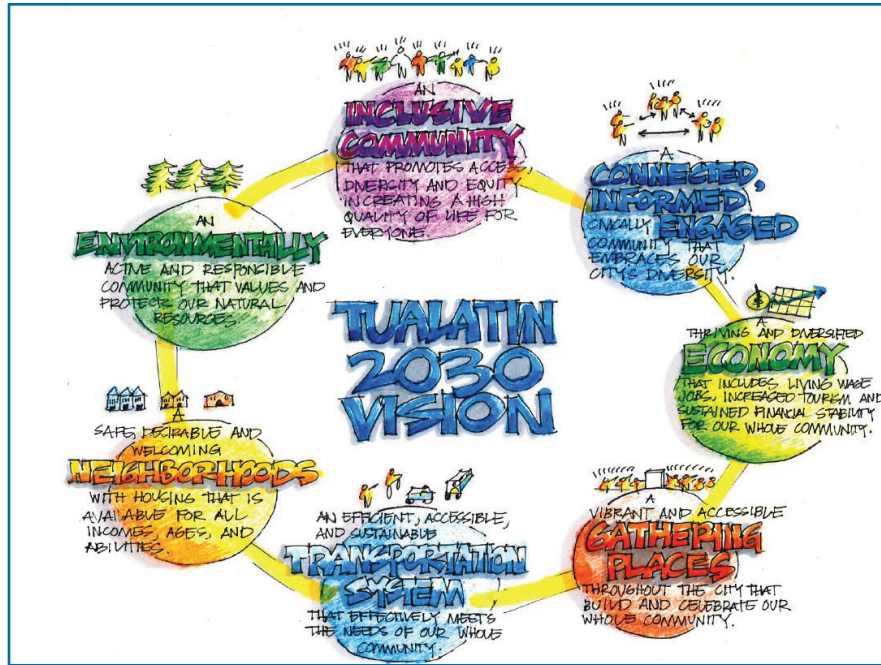 AN
INCLUSIVE
COMMUNITY
THAT PROMOTES ACCESS,
DIVERSITY AND EQUITY
IN CREATING A HIGH
QUALITY OF LIFE FOR
EVERYONE.
A
CONNECTED,
INFORMED
CIVICALLY ENGAGED
COMMUNITY THAT
EMBRACES OUR
CITY'S DIVERSITY.
AN
ENVIRONMENTALLY
ACTIVE AND RESPONSIBLE
COMMUNITY THAT VALUES AND
PROTECTS OUR NATURAL
RESOURCES.
TUALATIN
2030
VISION
$
A
THRIVING AND DIVERSIFIED
ECONOMY
THAT INCLUDES LIVING WAGE
JOBS, INCREASED TOURISM AND
SUSTAINED FINANCIAL STABILITY
FOR OUR WHOLE COMMUNITY.
A
SAFE, DESIRABLE AND
WELCOMING
NEIGHBORHOODS
WITH HOUSING THAT IS
AVAILABLE FOR ALL
INCOMES, AGES, AND
ABILITIES.
AN EFFICIENT, ACCESSIBLE,
AND SUSTAINABLE
TRANSPORTATION
SYSTEM
THAT EFFECTIVELY MEETS
THE NEEDS OF OUR WHOLE
COMMUNITY.
A
VIBRANT AND ACCESSIBLE
GATHERING
PLACES
THROUGHOUT THE CITY THAT
BUILD AND CELEBRATE OUR
WHOLE COMMUNITY.